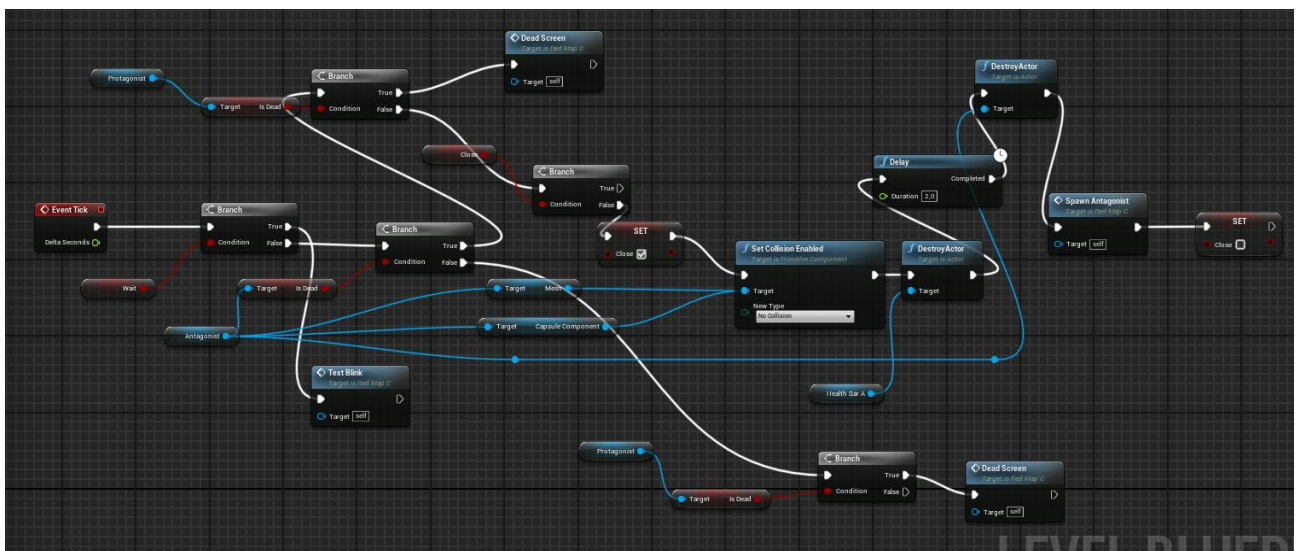 Dead Screen
Target is Red Map C
Target self
DestroyActor
Target is Actor
Target
Protagonist
Branch
True
Condition False
Target Is Dead
Close
Branch
True
Condition False
Delay
Completed
Duration 2,0
Event Tick
Delta Seconds
Branch
True
Condition False
Branch
True
Condition False
SET
Close
Set Collision Enabled
Target is Primitive Component
Target
New Type
No Collision
DestroyActor
Target is Actor
Target
Spawn Antagonist
Target is Red Map C
Target self
SET
Close
Wait
Target Is Dead
Target Mesh
Antagonist
Target Capsule Component
Text Blink
Target is Red Map C
Target self
Health Bar A
Protagonist
Branch
True
Condition False
Target Is Dead
Dead Screen
Target is Red Map C
Target self